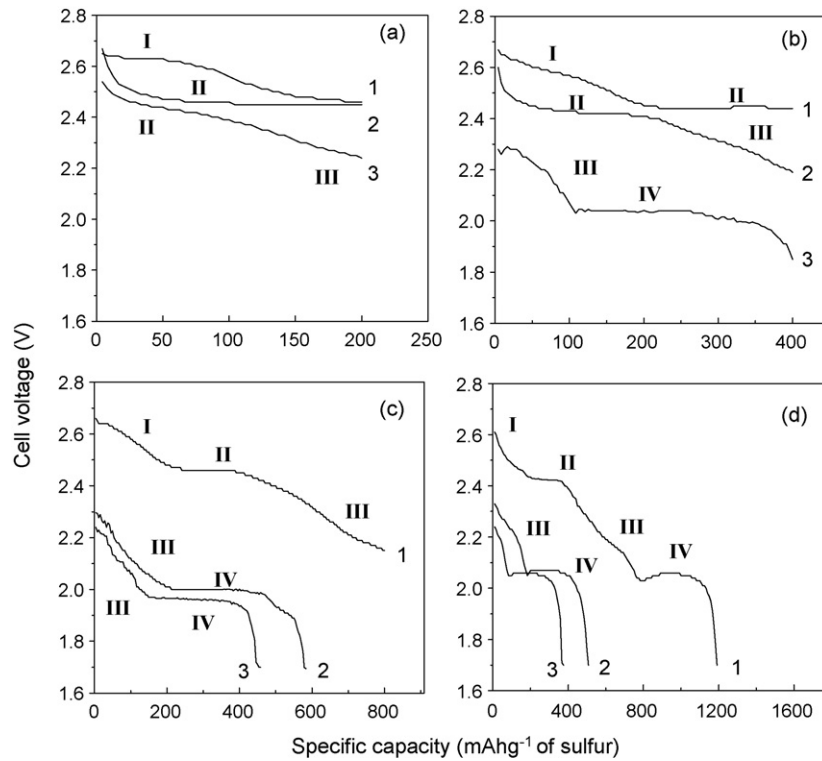 (a)
2.8
2.6
2.4
2.2
2.0
1.8
1.6
0 50 100 150 200 250
I
II
II
III
1
2
3
(b)
2.8
2.6
2.4
2.2
2.0
1.8
1.6
0 100 200 300 400
I
II
II
III
III
IV
1
2
3
(c)
2.8
2.6
2.4
2.2
2.0
1.8
1.6
0 200 400 600 800
I
II
III
III
IV
III
IV
1
3 2
(d)
2.8
2.6
2.4
2.2
2.0
1.8
1.6
0 400 800 1200 1600
I
II
III
III
IV
IV
3 2 1
Cell voltage (V)
Specific capacity (mAhg⁻¹ of sulfur)